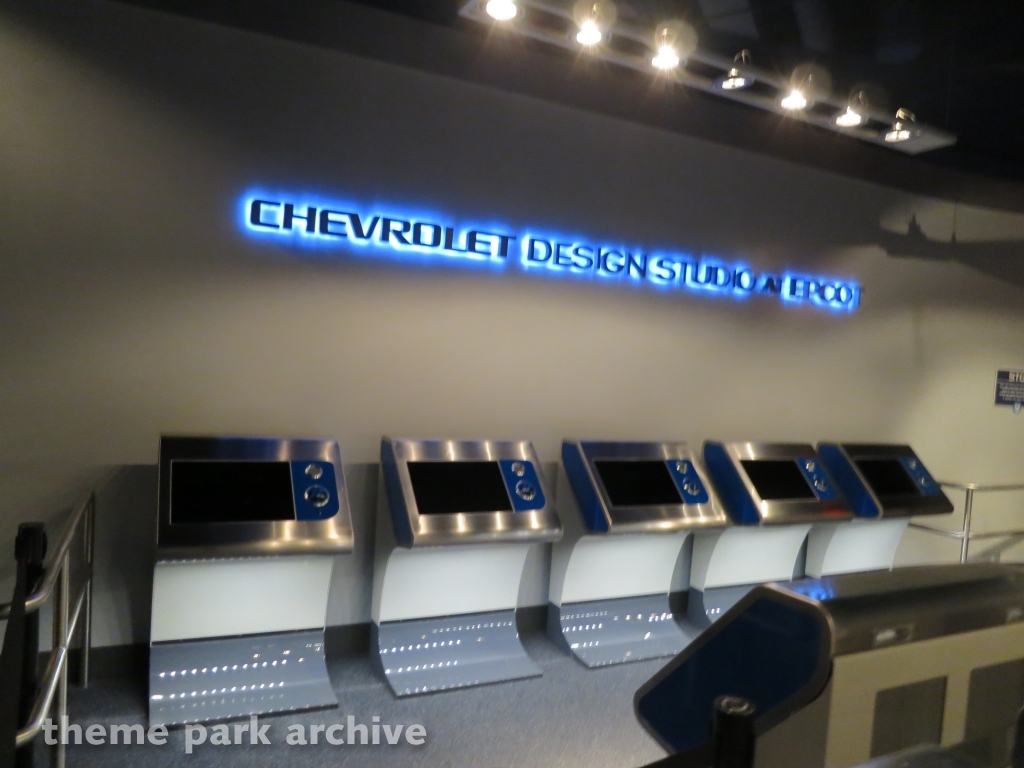 CHEVROLET DESIGN STUDIO AT EPCOT
theme park archive